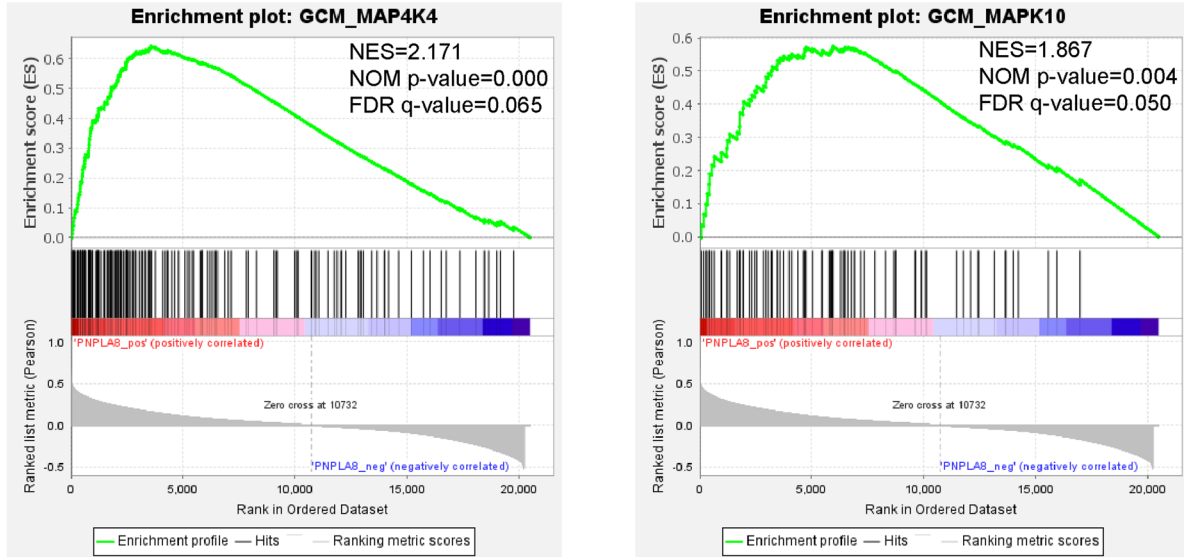 Enrichment plot: GCM_MAP4K4
NES=2.171
NOM p-value=0.000
FDR q-value=0.065
Enrichment score (ES)
0.6
0.5
0.4
0.3
0.2
0.1
0.0
'PNPLA8_pos' (positively correlated)
Ranked list metric (Pearson)
1.0
0.5
0.0
-0.5
Zero cross at 10732
'PNPLA8_neg' (negatively correlated)
0 5,000 10,000 15,000 20,000
Rank in Ordered Dataset
Enrichment profile Hits Ranking metric scores
Enrichment plot: GCM_MAPK10
NES=1.867
NOM p-value=0.004
FDR q-value=0.050
Enrichment score (ES)
0.6
0.5
0.4
0.3
0.2
0.1
0.0
'PNPLA8_pos' (positively correlated)
Ranked list metric (Pearson)
1.0
0.5
0.0
-0.5
Zero cross at 10732
'PNPLA8_neg' (negatively correlated)
0 5,000 10,000 15,000 20,000
Rank in Ordered Dataset
Enrichment profile Hits Ranking metric scores